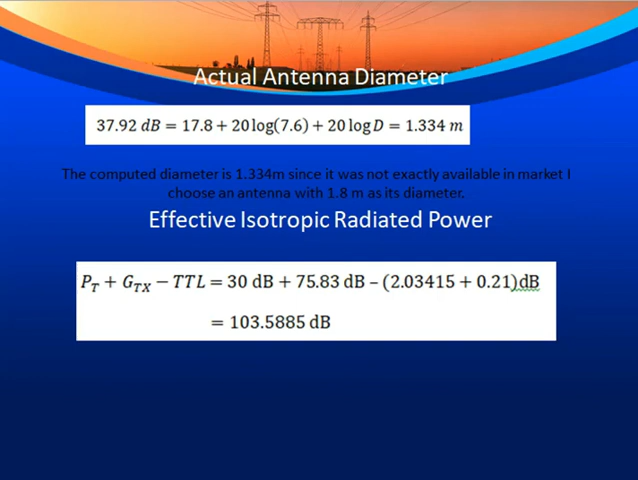 Actual Antenna Diameter
37.92 dB = 17.8 + 20log(7.6) + 20 log D = 1.334 m
The computed diameter is 1.334m since it was not exactly available in market I
choose an antenna with 1.8 m as its diameter.
Effective Isotropic Radiated Power
P_T + G_TX − TTL = 30 dB + 75.83 dB – (2.03415 + 0.21)dB
= 103.5885 dB